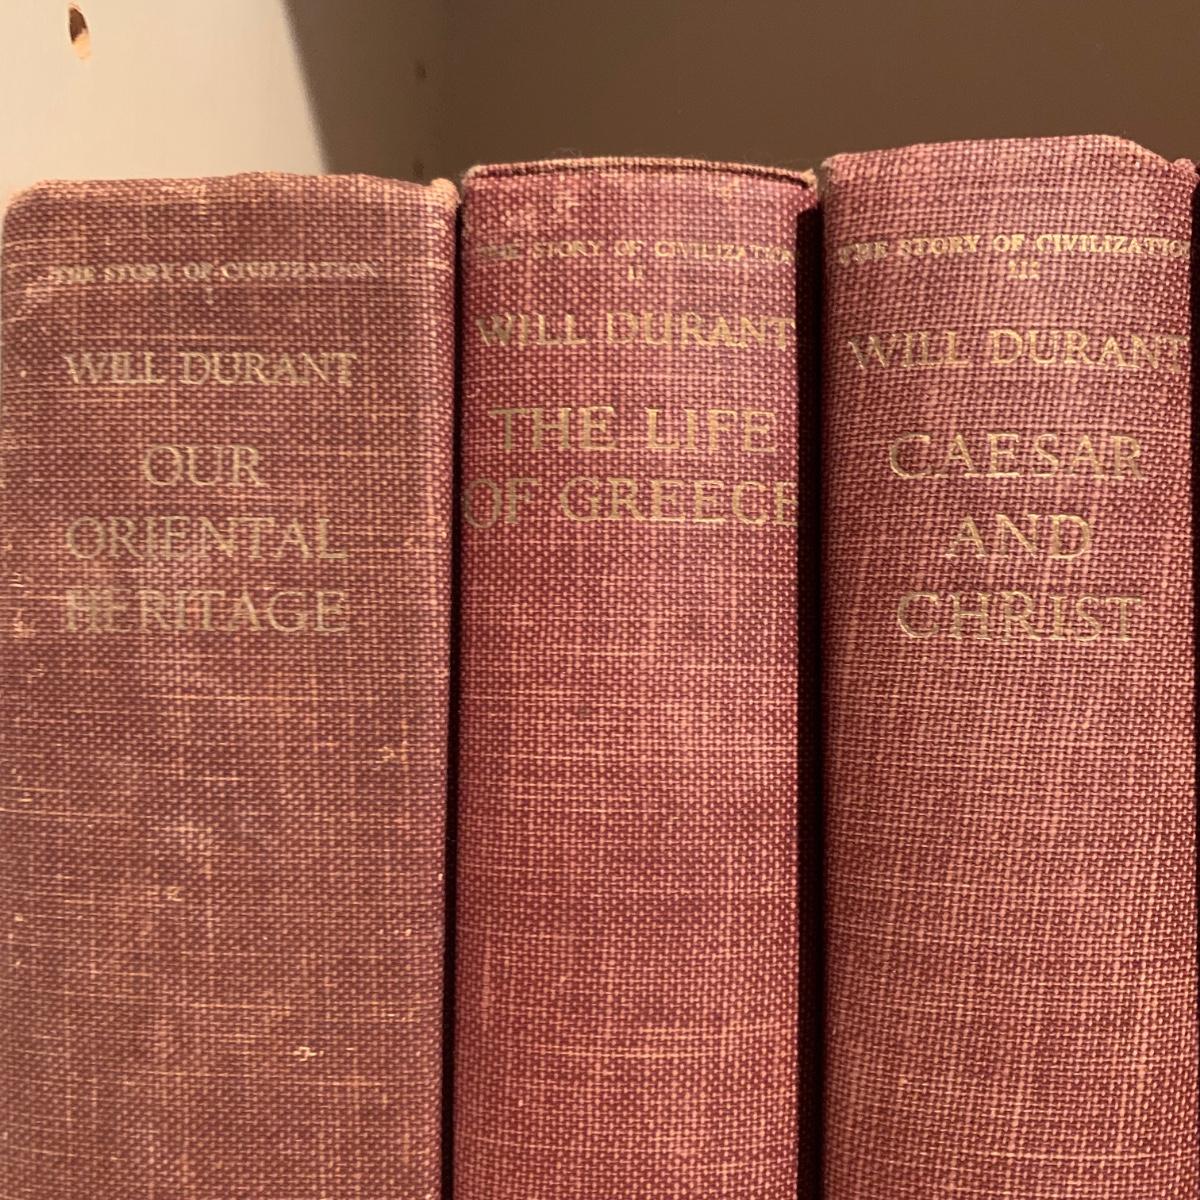 THE STORY OF CIVILIZATION
I
WILL DURANT
OUR
ORIENTAL
HERITAGE
THE STORY OF CIVILIZATION
II
WILL DURANT
THE LIFE
OF GREECE
THE STORY OF CIVILIZATION
III
WILL DURANT
CAESAR
AND
CHRIST